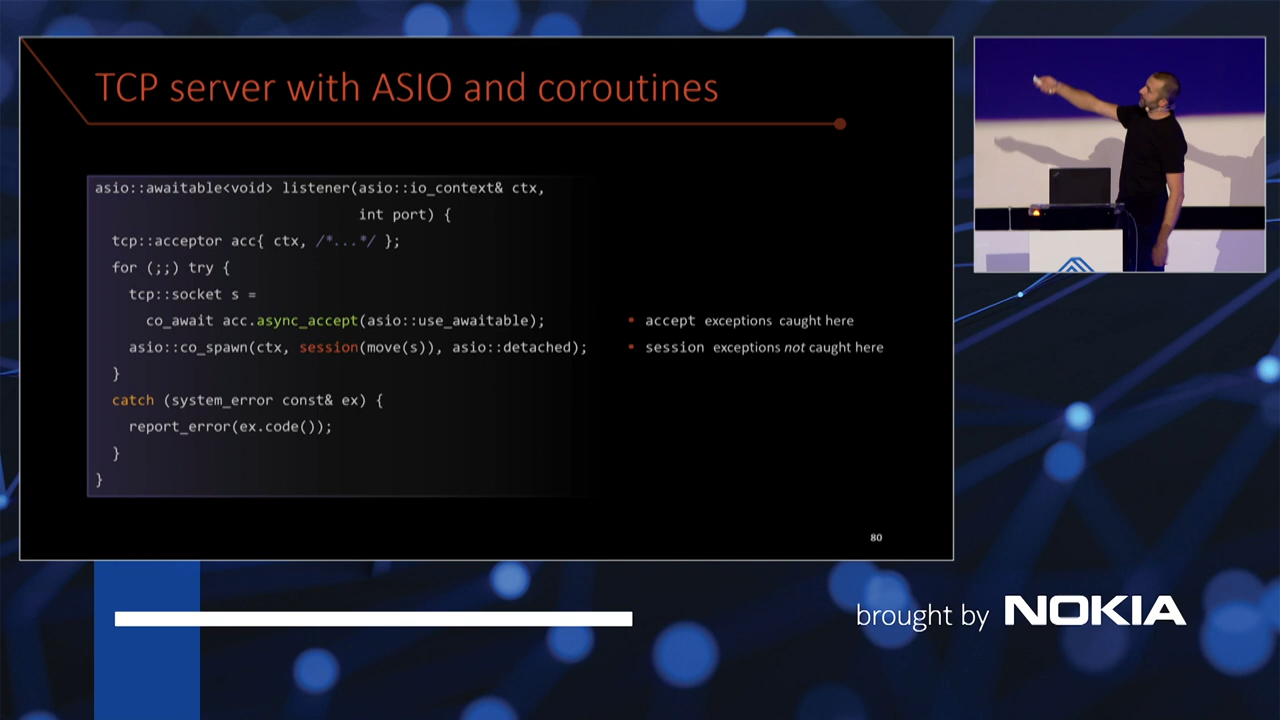 TCP server with ASIO and coroutines
asio::awaitable<void> listener(asio::io_context& ctx,
int port) {
tcp::acceptor acc{ ctx, /*...*/ };
for (;;) try {
tcp::socket s =
co_await acc.async_accept(asio::use_awaitable);
asio::co_spawn(ctx, session(move(s)), asio::detached);
}
catch (system_error const& ex) {
report_error(ex.code());
}
}
accept exceptions caught here
session exceptions not caught here
80
brought by NOKIA